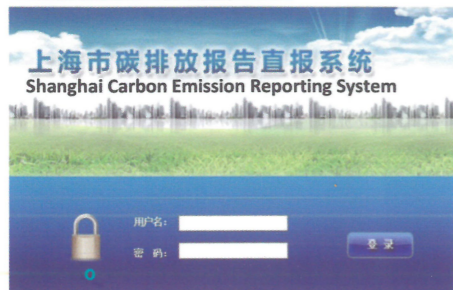 上海市碳排放报告直报系统
Shanghai Carbon Emission Reporting System
用户名:
密 码:
登 录